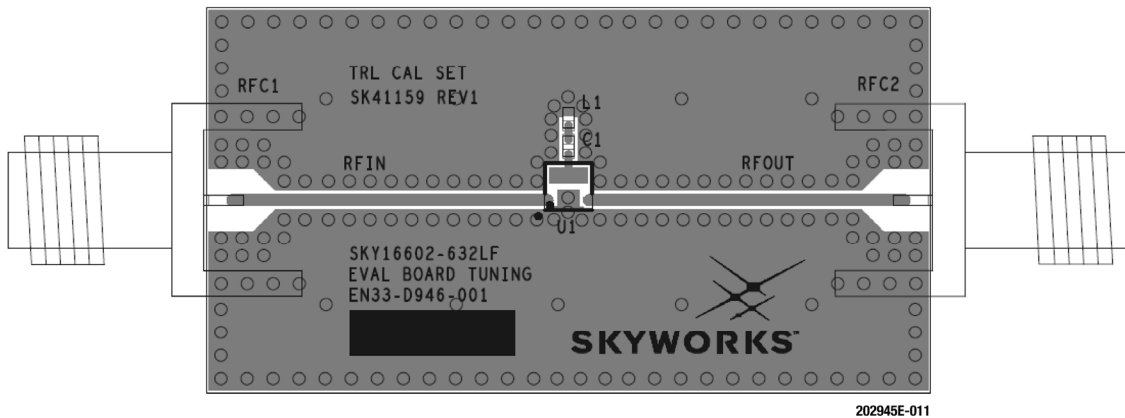 TRL CAL SET
SK41159 REV1
RFC1
RFC2
L1
C1
RFIN
RFOUT
U1
SKY16602-632LF
EVAL BOARD TUNING
EN33-D946-001
SKYWORKS™
202945E-011